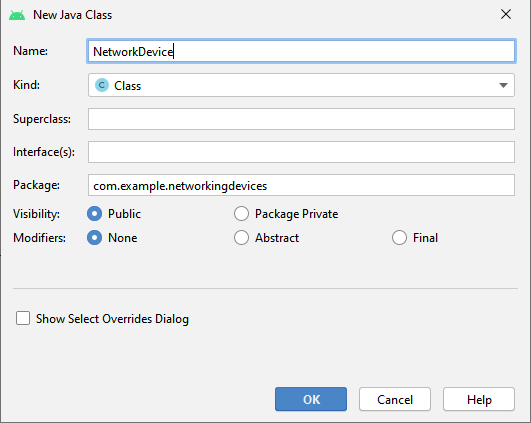 New Java Class
Name: NetworkDevice
Kind: C Class
Superclass:
Interface(s):
Package: com.example.networkingdevices
Visibility: Public Package Private
Modifiers: None Abstract Final
Show Select Overrides Dialog
OK Cancel Help